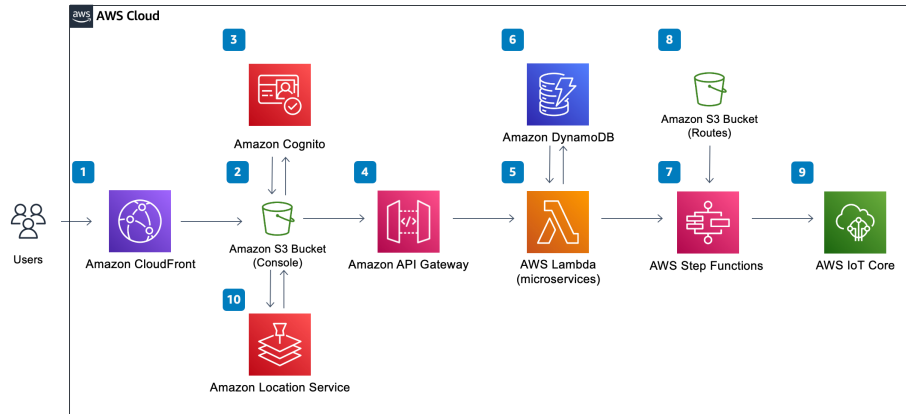 aws
AWS Cloud
3
Amazon Cognito
6
Amazon DynamoDB
8
Amazon S3 Bucket
(Routes)
1
Users
Amazon CloudFront
2
Amazon S3 Bucket
(Console)
4
</>
Amazon API Gateway
5
AWS Lambda
(microservices)
7
AWS Step Functions
9
AWS IoT Core
10
Amazon Location Service